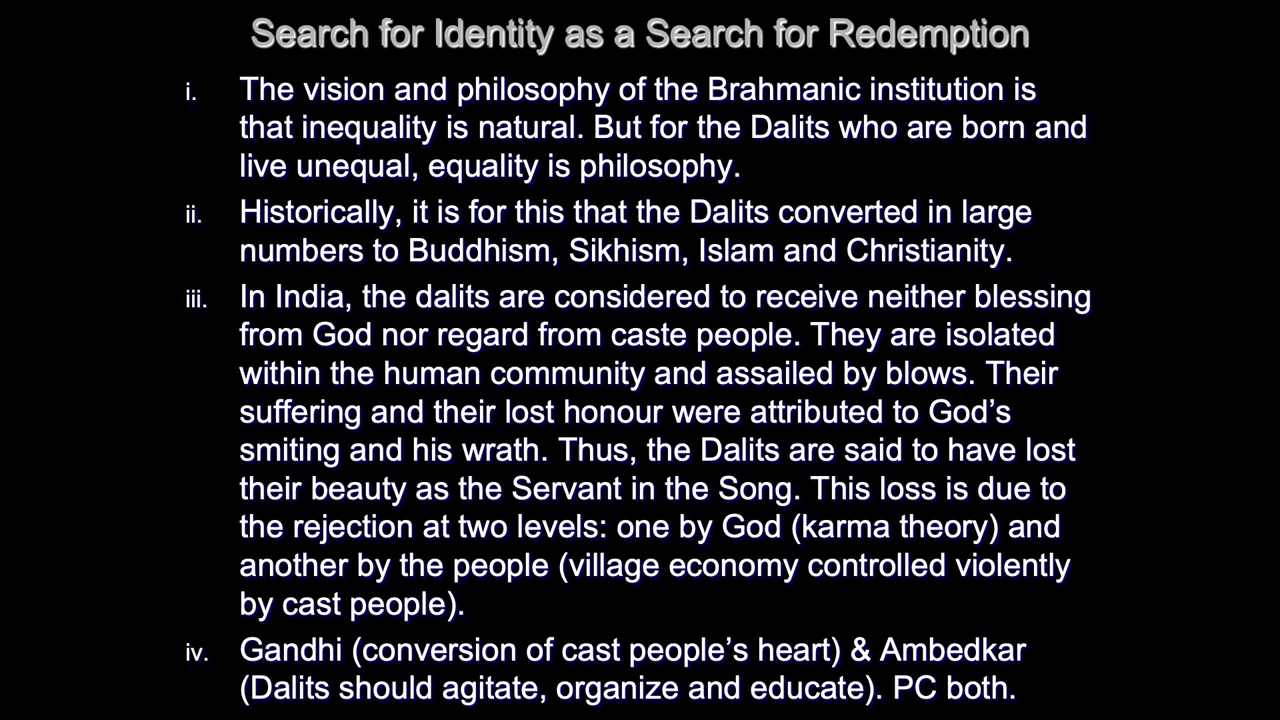 Search for Identity as a Search for Redemption
i. The vision and philosophy of the Brahmanic institution is
that inequality is natural. But for the Dalits who are born and
live unequal, equality is philosophy.
ii. Historically, it is for this that the Dalits converted in large
numbers to Buddhism, Sikhism, Islam and Christianity.
iii. In India, the dalits are considered to receive neither blessing
from God nor regard from caste people. They are isolated
within the human community and assailed by blows. Their
suffering and their lost honour were attributed to God’s
smiting and his wrath. Thus, the Dalits are said to have lost
their beauty as the Servant in the Song. This loss is due to
the rejection at two levels: one by God (karma theory) and
another by the people (village economy controlled violently
by cast people).
iv. Gandhi (conversion of cast people’s heart) & Ambedkar
(Dalits should agitate, organize and educate). PC both.